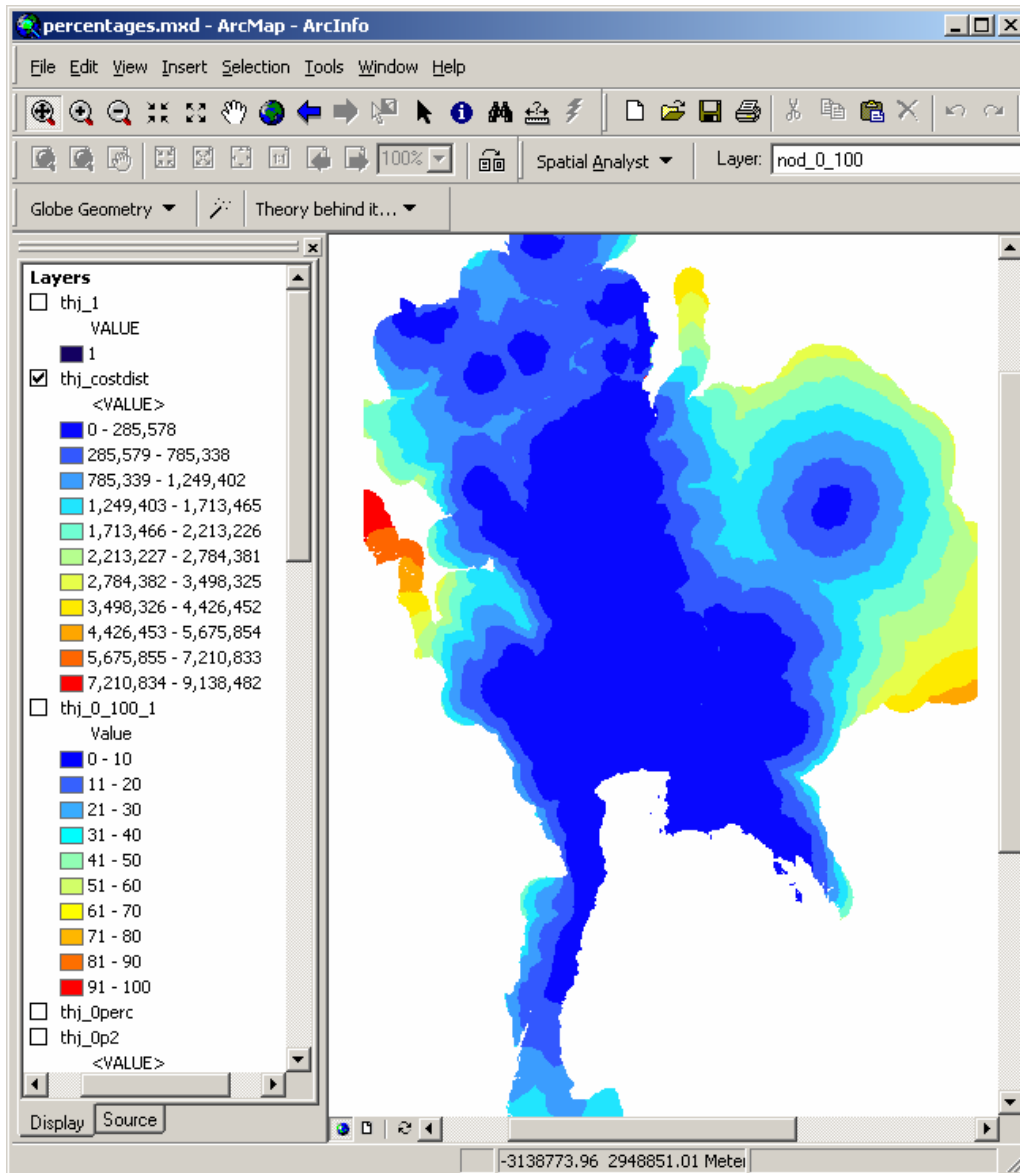 percentages.mxd - ArcMap - ArcInfo
File Edit View Insert Selection Tools Window Help
100% Spatial Analyst Layer: nod_0_100
Globe Geometry Theory behind it...
Layers
thj_1
VALUE
1
thj_costdist
<VALUE>
0 - 285,578
285,579 - 785,338
785,339 - 1,249,402
1,249,403 - 1,713,465
1,713,466 - 2,213,226
2,213,227 - 2,784,381
2,784,382 - 3,498,325
3,498,326 - 4,426,452
4,426,453 - 5,675,854
5,675,855 - 7,210,833
7,210,834 - 9,138,482
thj_0_100_1
Value
0 - 10
11 - 20
21 - 30
31 - 40
41 - 50
51 - 60
61 - 70
71 - 80
81 - 90
91 - 100
thj_0perc
thj_0p2
<VALUE>
Display Source
-3138773.96 2948851.01 Meter